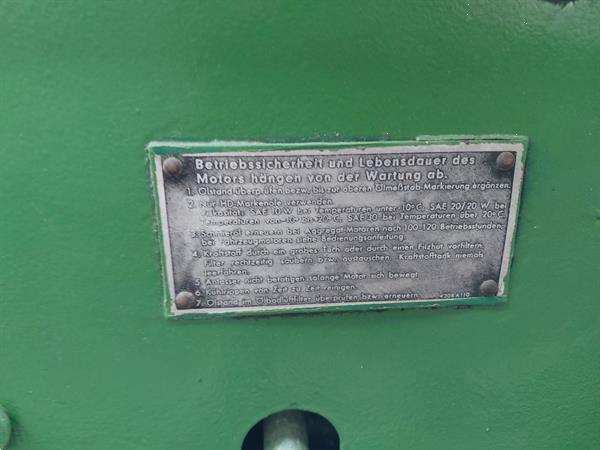 Betriebssicherheit und Lebensdauer des
Motors hängen von der Wartung ab.
1. Ölstand überprüfen bzw. bis zur oberen Ölmeßstab-Markierung ergänzen.
2. Nur HD-Markenöle verwenden.
Viskosität: SAE 10 W bei Temperaturen unter -10°C, SAE 20/20 W bei
Temperaturen von -10° bis +20°C, SAE 30 bei Temperaturen über 20°C
3. Schmieröl erneuern bei Aggregat-Motoren nach 100-120 Betriebsstunden,
bei Fahrzeugmotoren siehe Bedienungsanleitung.
4. Kraftstoff durch ein grobes Tuch oder durch einen Filzhut vorfiltern.
Filter rechtzeitig säubern bzw. austauschen. Kraftstofftank niemals
leerfahren.
5. Anlasser nicht betätigen solange Motor sich bewegt
6. Kühlrippen von Zeit zu Zeit reinigen.
7. Ölstand im Ölbadluftfilter überprüfen bzw. erneuern